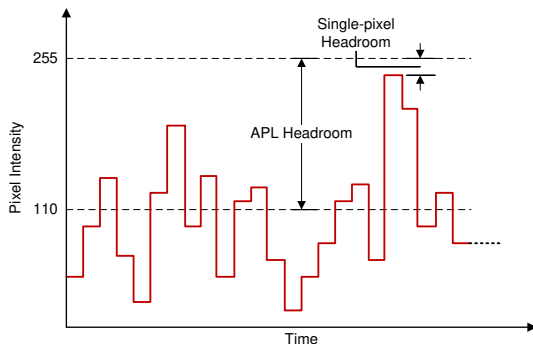 Single-pixel
Headroom
255
APL Headroom
Pixel Intensity
110
Time